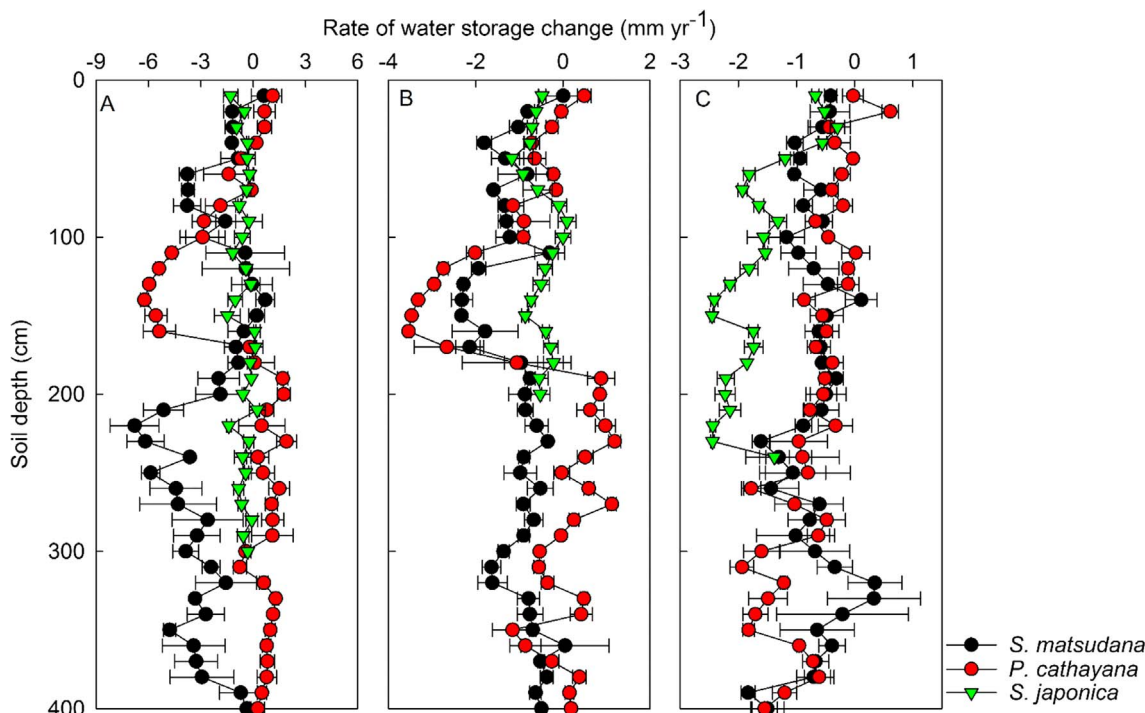 Rate of water storage change (mm yr-1)
-9 -6 -3 0 3 6
-4 -2 0 2
-3 -2 -1 0 1
Soil depth (cm)
0
100
200
300
400
A
B
C
S. matsudana
P. cathayana
S. japonica